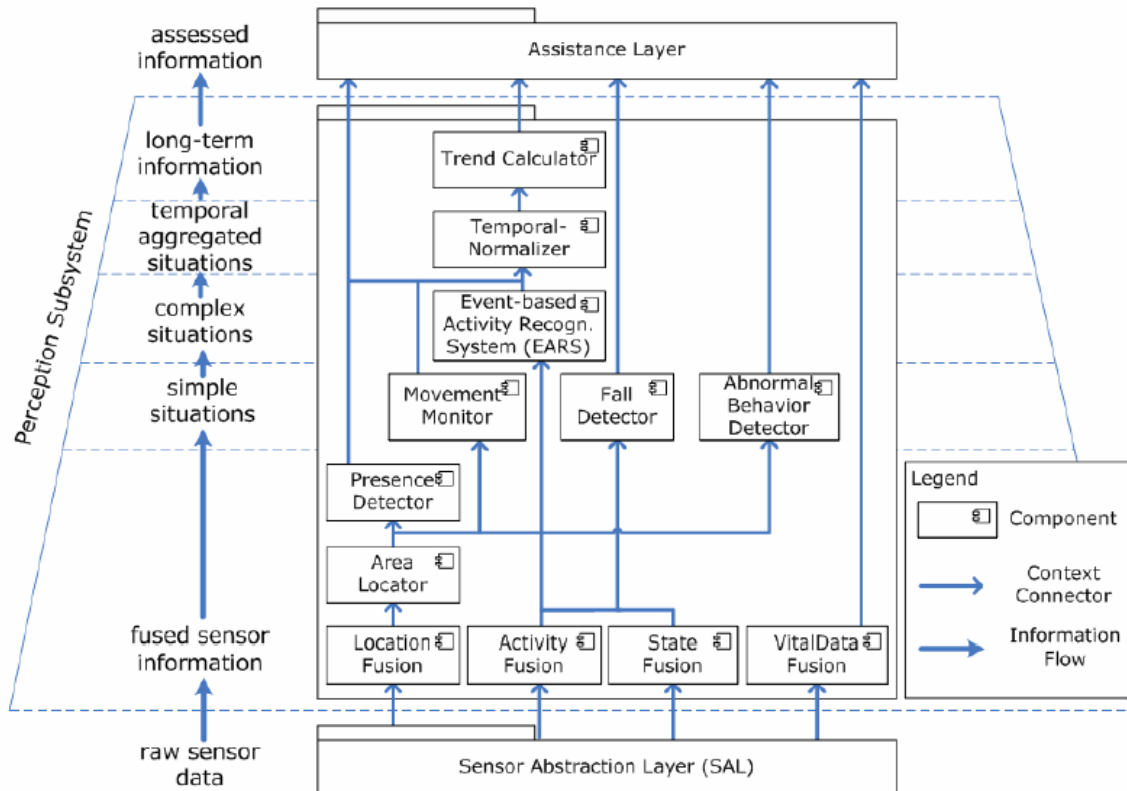 assessed
information
Assistance Layer
long-term
information
Trend Calculator
temporal
aggregated
situations
Temporal-
Normalizer
Perception Subsystem
complex
situations
Event-based
Activity Recogn.
System (EARS)
simple
situations
Movement
Monitor
Fall
Detector
Abnormal
Behavior
Detector
Presence
Detector
Area
Locator
fused sensor
information
Location
Fusion
Activity
Fusion
State
Fusion
VitalData
Fusion
Legend
Component
Context
Connector
Information
Flow
raw sensor
data
Sensor Abstraction Layer (SAL)